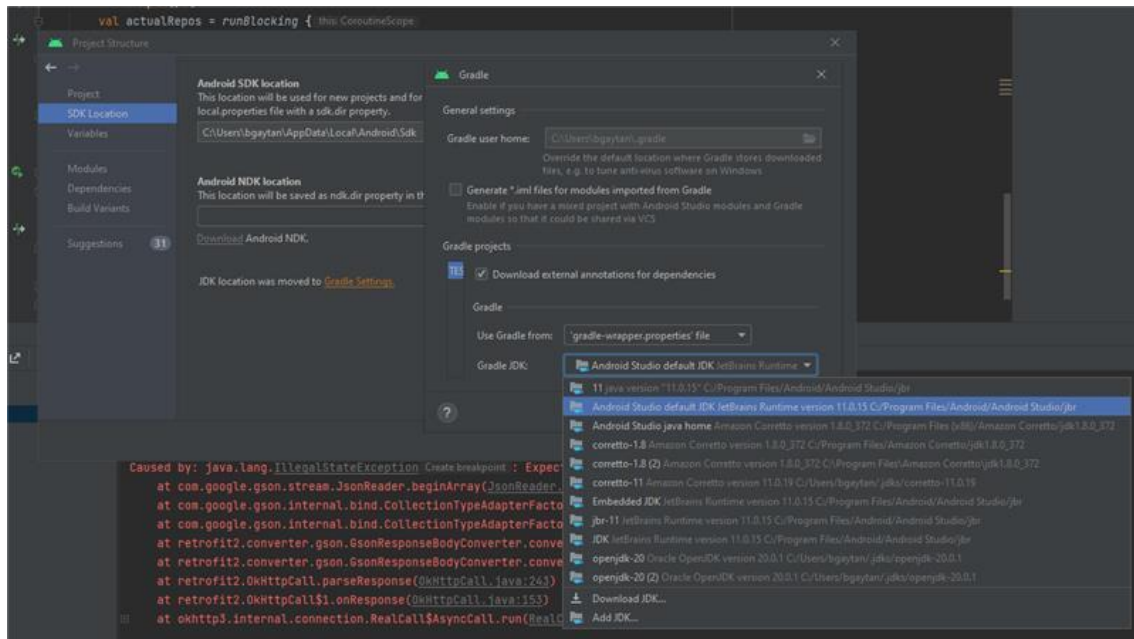 val actualRepos = runBlocking { this: CoroutineScope
Project Structure
Project
SDK Location
Variables
Modules
Dependencies
Build Variants
Suggestions 31
Android SDK location
This location will be used for new projects and for
local.properties file with a sdk.dir property.
C:\Users\bgaytan\AppData\Local\Android\Sdk
Android NDK location
This location will be saved as ndk.dir property in th
Download Android NDK.
JDK location was moved to Gradle Settings.
Gradle
General settings
Gradle user home: C:\Users\bgaytan\.gradle
Override the default location where Gradle stores downloaded
files, e.g. to tune anti-virus software on Windows
Generate *.iml files for modules imported from Gradle
Enable if you have a mixed project with Android Studio modules and Gradle
modules so that it could be shared via VCS
Gradle projects
TES Download external annotations for dependencies
Gradle
Use Gradle from: 'gradle-wrapper.properties' file
Gradle JDK: Android Studio default JDK JetBrains Runtime
11 java version "11.0.15" C:/Program Files/Android/Android Studio/jbr
Android Studio default JDK JetBrains Runtime version 11.0.15 C:/Program Files/Android/Android Studio/jbr
Android Studio java home Amazon Corretto version 1.8.0_372 C:/Program Files (x86)/Amazon Corretto/jdk1.8.0_372
corretto-1.8 Amazon Corretto version 1.8.0_372 C:/Program Files/Amazon Corretto/jdk1.8.0_372
corretto-1.8 (2) Amazon Corretto version 1.8.0_372 C:\Program Files\Amazon Corretto\jdk1.8.0_372
corretto-11 Amazon Corretto version 11.0.19 C:/Users/bgaytan/.jdks/corretto-11.0.19
Embedded JDK JetBrains Runtime version 11.0.15 C:/Program Files/Android/Android Studio/jbr
jbr-11 JetBrains Runtime version 11.0.15 C:/Program Files/Android/Android Studio/jbr
JDK JetBrains Runtime version 11.0.15 C:/Program Files/Android/Android Studio/jbr
openjdk-20 Oracle OpenJDK version 20.0.1 C:/Users/bgaytan/.jdks/openjdk-20.0.1
openjdk-20 (2) Oracle OpenJDK version 20.0.1 C:/Users/bgaytan/.jdks/openjdk-20.0.1
Download JDK...
Add JDK...
Caused by: java.lang.IllegalStateException Create breakpoint : Expec
at com.google.gson.stream.JsonReader.beginArray(JsonReader.
at com.google.gson.internal.bind.CollectionTypeAdapterFacto
at com.google.gson.internal.bind.CollectionTypeAdapterFacto
at retrofit2.converter.gson.GsonResponseBodyConverter.conve
at retrofit2.converter.gson.GsonResponseBodyConverter.conve
at retrofit2.OkHttpCall.parseResponse(OkHttpCall.java:243)
at retrofit2.OkHttpCall$1.onResponse(OkHttpCall.java:153)
at okhttp3.internal.connection.RealCall$AsyncCall.run(RealC